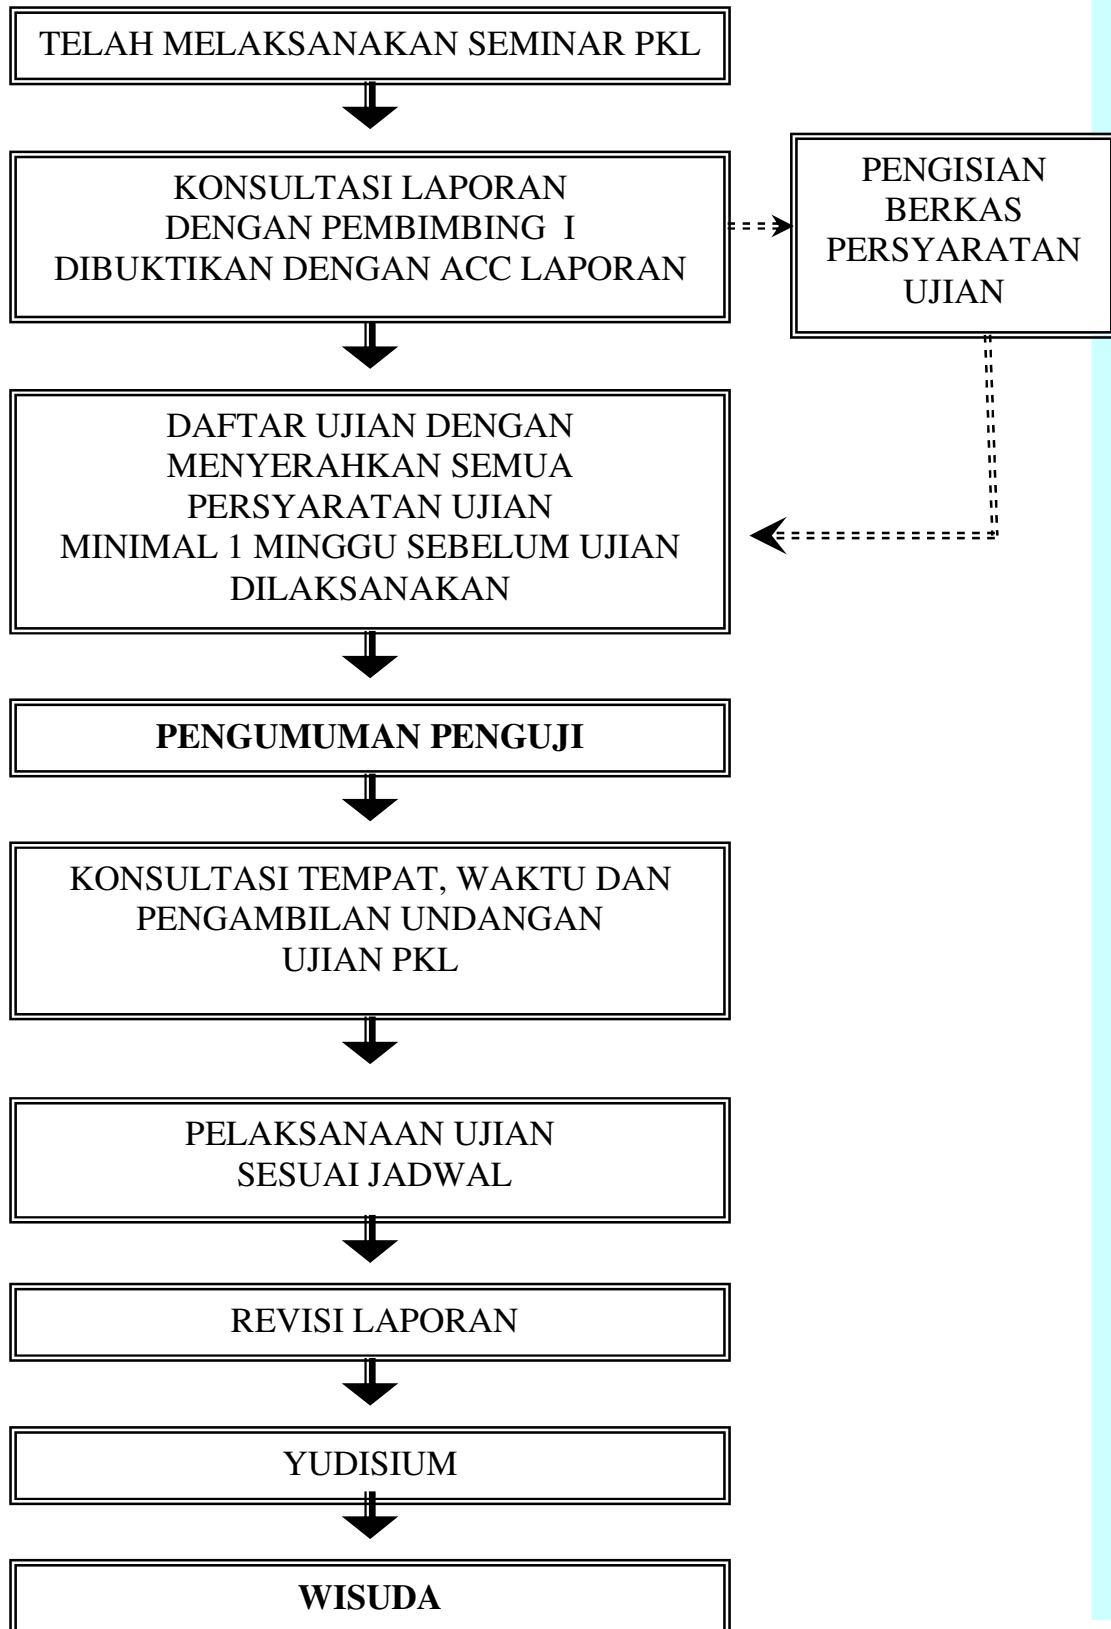 TELAH MELAKSANAKAN SEMINAR PKL
KONSULTASI LAPORAN
DENGAN PEMBIMBING I
DIBUKTIKAN DENGAN ACC LAPORAN
PENGISIAN
BERKAS
PERSYARATAN
UJIAN
DAFTAR UJIAN DENGAN
MENYERAHKAN SEMUA
PERSYARATAN UJIAN
MINIMAL 1 MINGGU SEBELUM UJIAN
DILAKSANAKAN
PENGUMUMAN PENGUJI
KONSULTASI TEMPAT, WAKTU DAN
PENGAMBILAN UNDANGAN
UJIAN PKL
PELAKSANAAN UJIAN
SESUAI JADWAL
REVISI LAPORAN
YUDISIUM
WISUDA